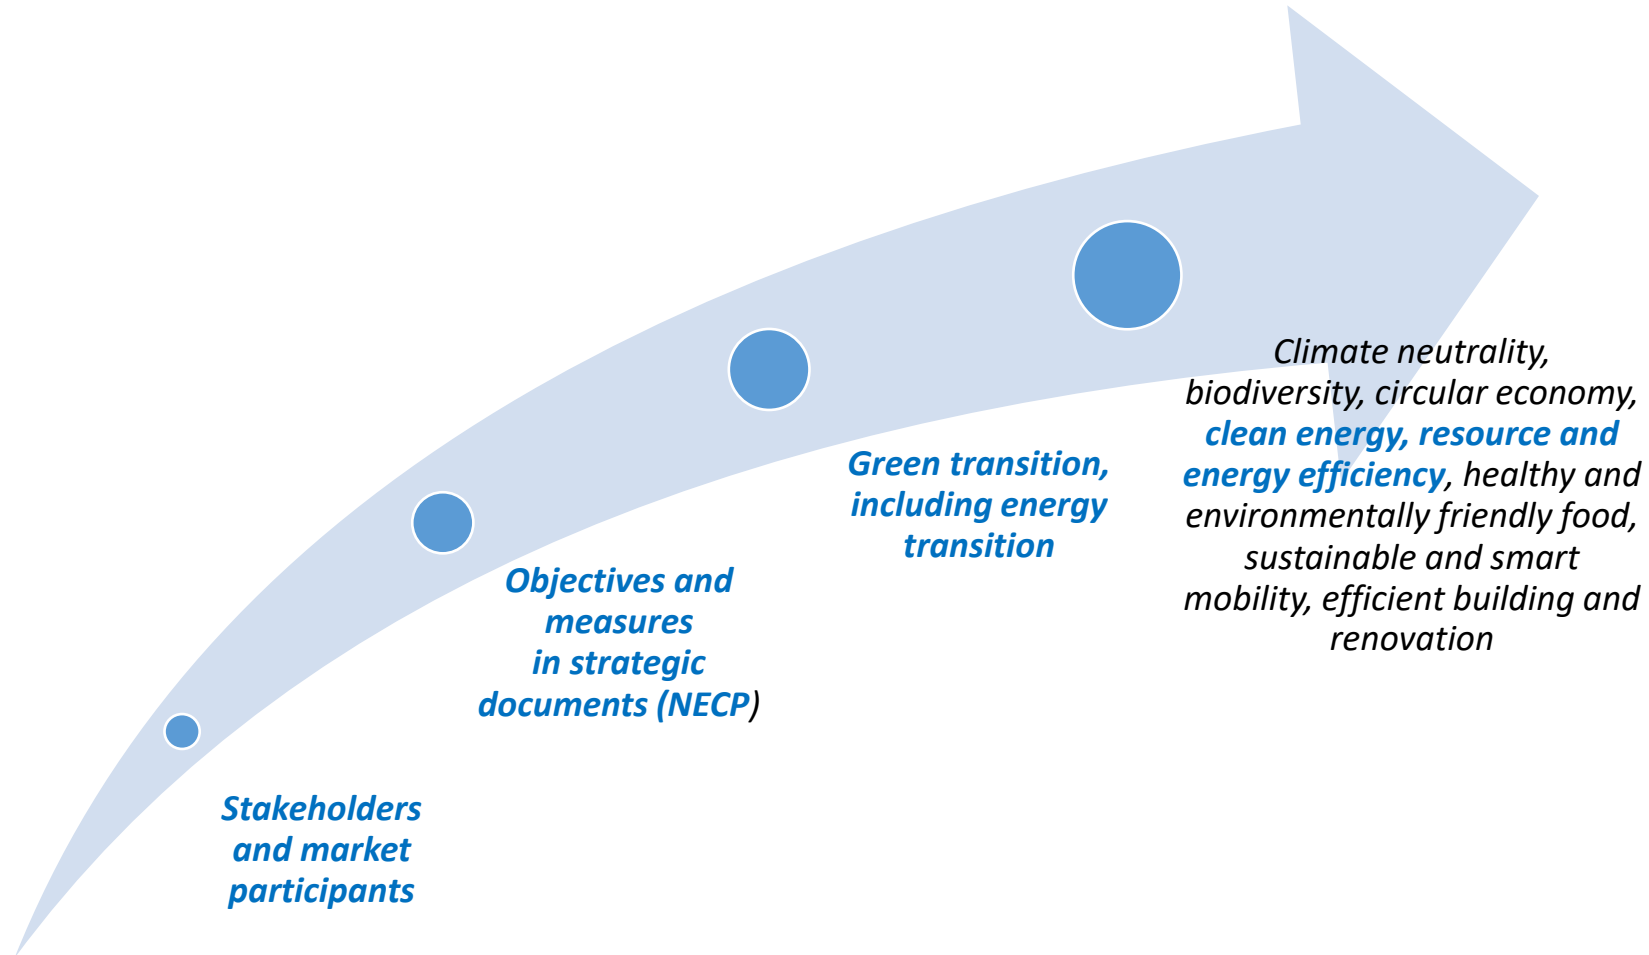 Stakeholders
and market
participants
Objectives and
measures
in strategic
documents (NECP)
Green transition,
including energy
transition
Climate neutrality,
biodiversity, circular economy,
clean energy, resource and
energy efficiency, healthy and
environmentally friendly food,
sustainable and smart
mobility, efficient building and
renovation